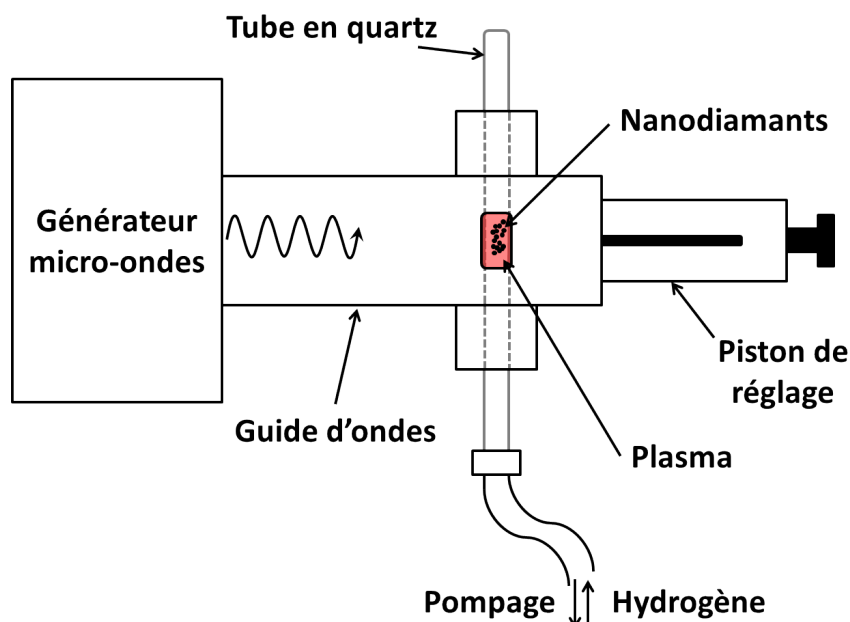 Tube en quartz
Nanodiamants
Générateur
micro-ondes
Piston de
réglage
Guide d’ondes
Plasma
Pompage
Hydrogène